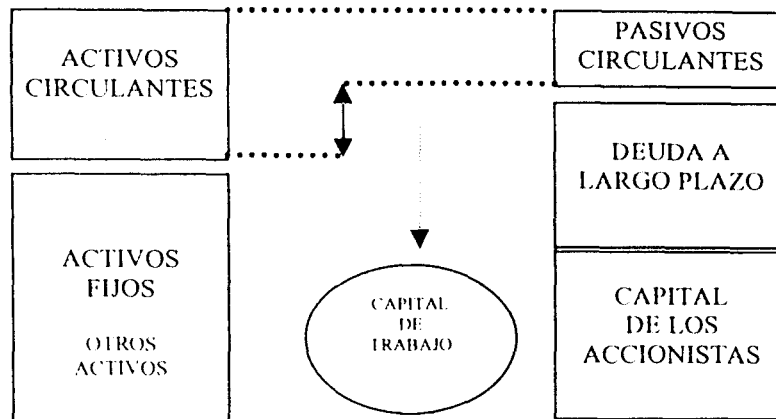 ACTIVOS
CIRCULANTES
ACTIVOS
FIJOS
OTROS
ACTIVOS
CAPITAL
DE
TRABAJO
PASIVOS
CIRCULANTES
DEUDA A
LARGO PLAZO
CAPITAL
DE LOS
ACCIONISTAS